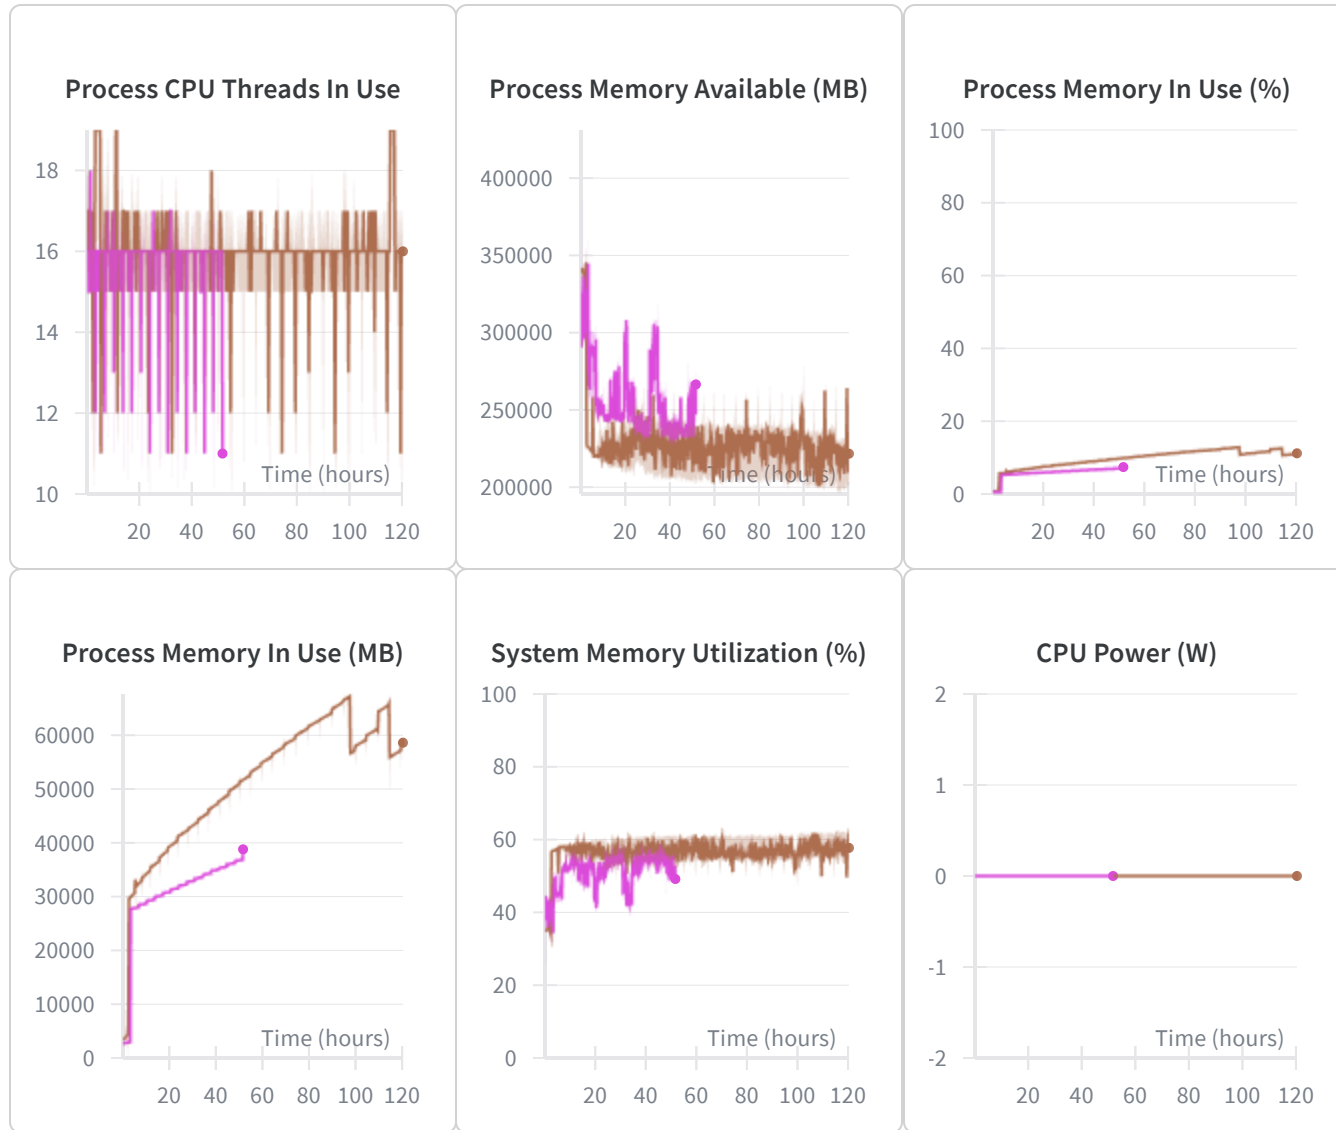 Process CPU Threads In Use
18
16
14
12
10
Time (hours)
20 40 60 80 100 120
Process Memory Available (MB)
400000
350000
300000
250000
200000
Time (hours)
20 40 60 80 100 120
Process Memory In Use (%)
100
80
60
40
20
0
Time (hours)
20 40 60 80 100 120
Process Memory In Use (MB)
60000
50000
40000
30000
20000
10000
0
Time (hours)
20 40 60 80 100 120
System Memory Utilization (%)
100
80
60
40
20
0
Time (hours)
20 40 60 80 100 120
CPU Power (W)
2
1
0
-1
-2
Time (hours)
20 40 60 80 100 120